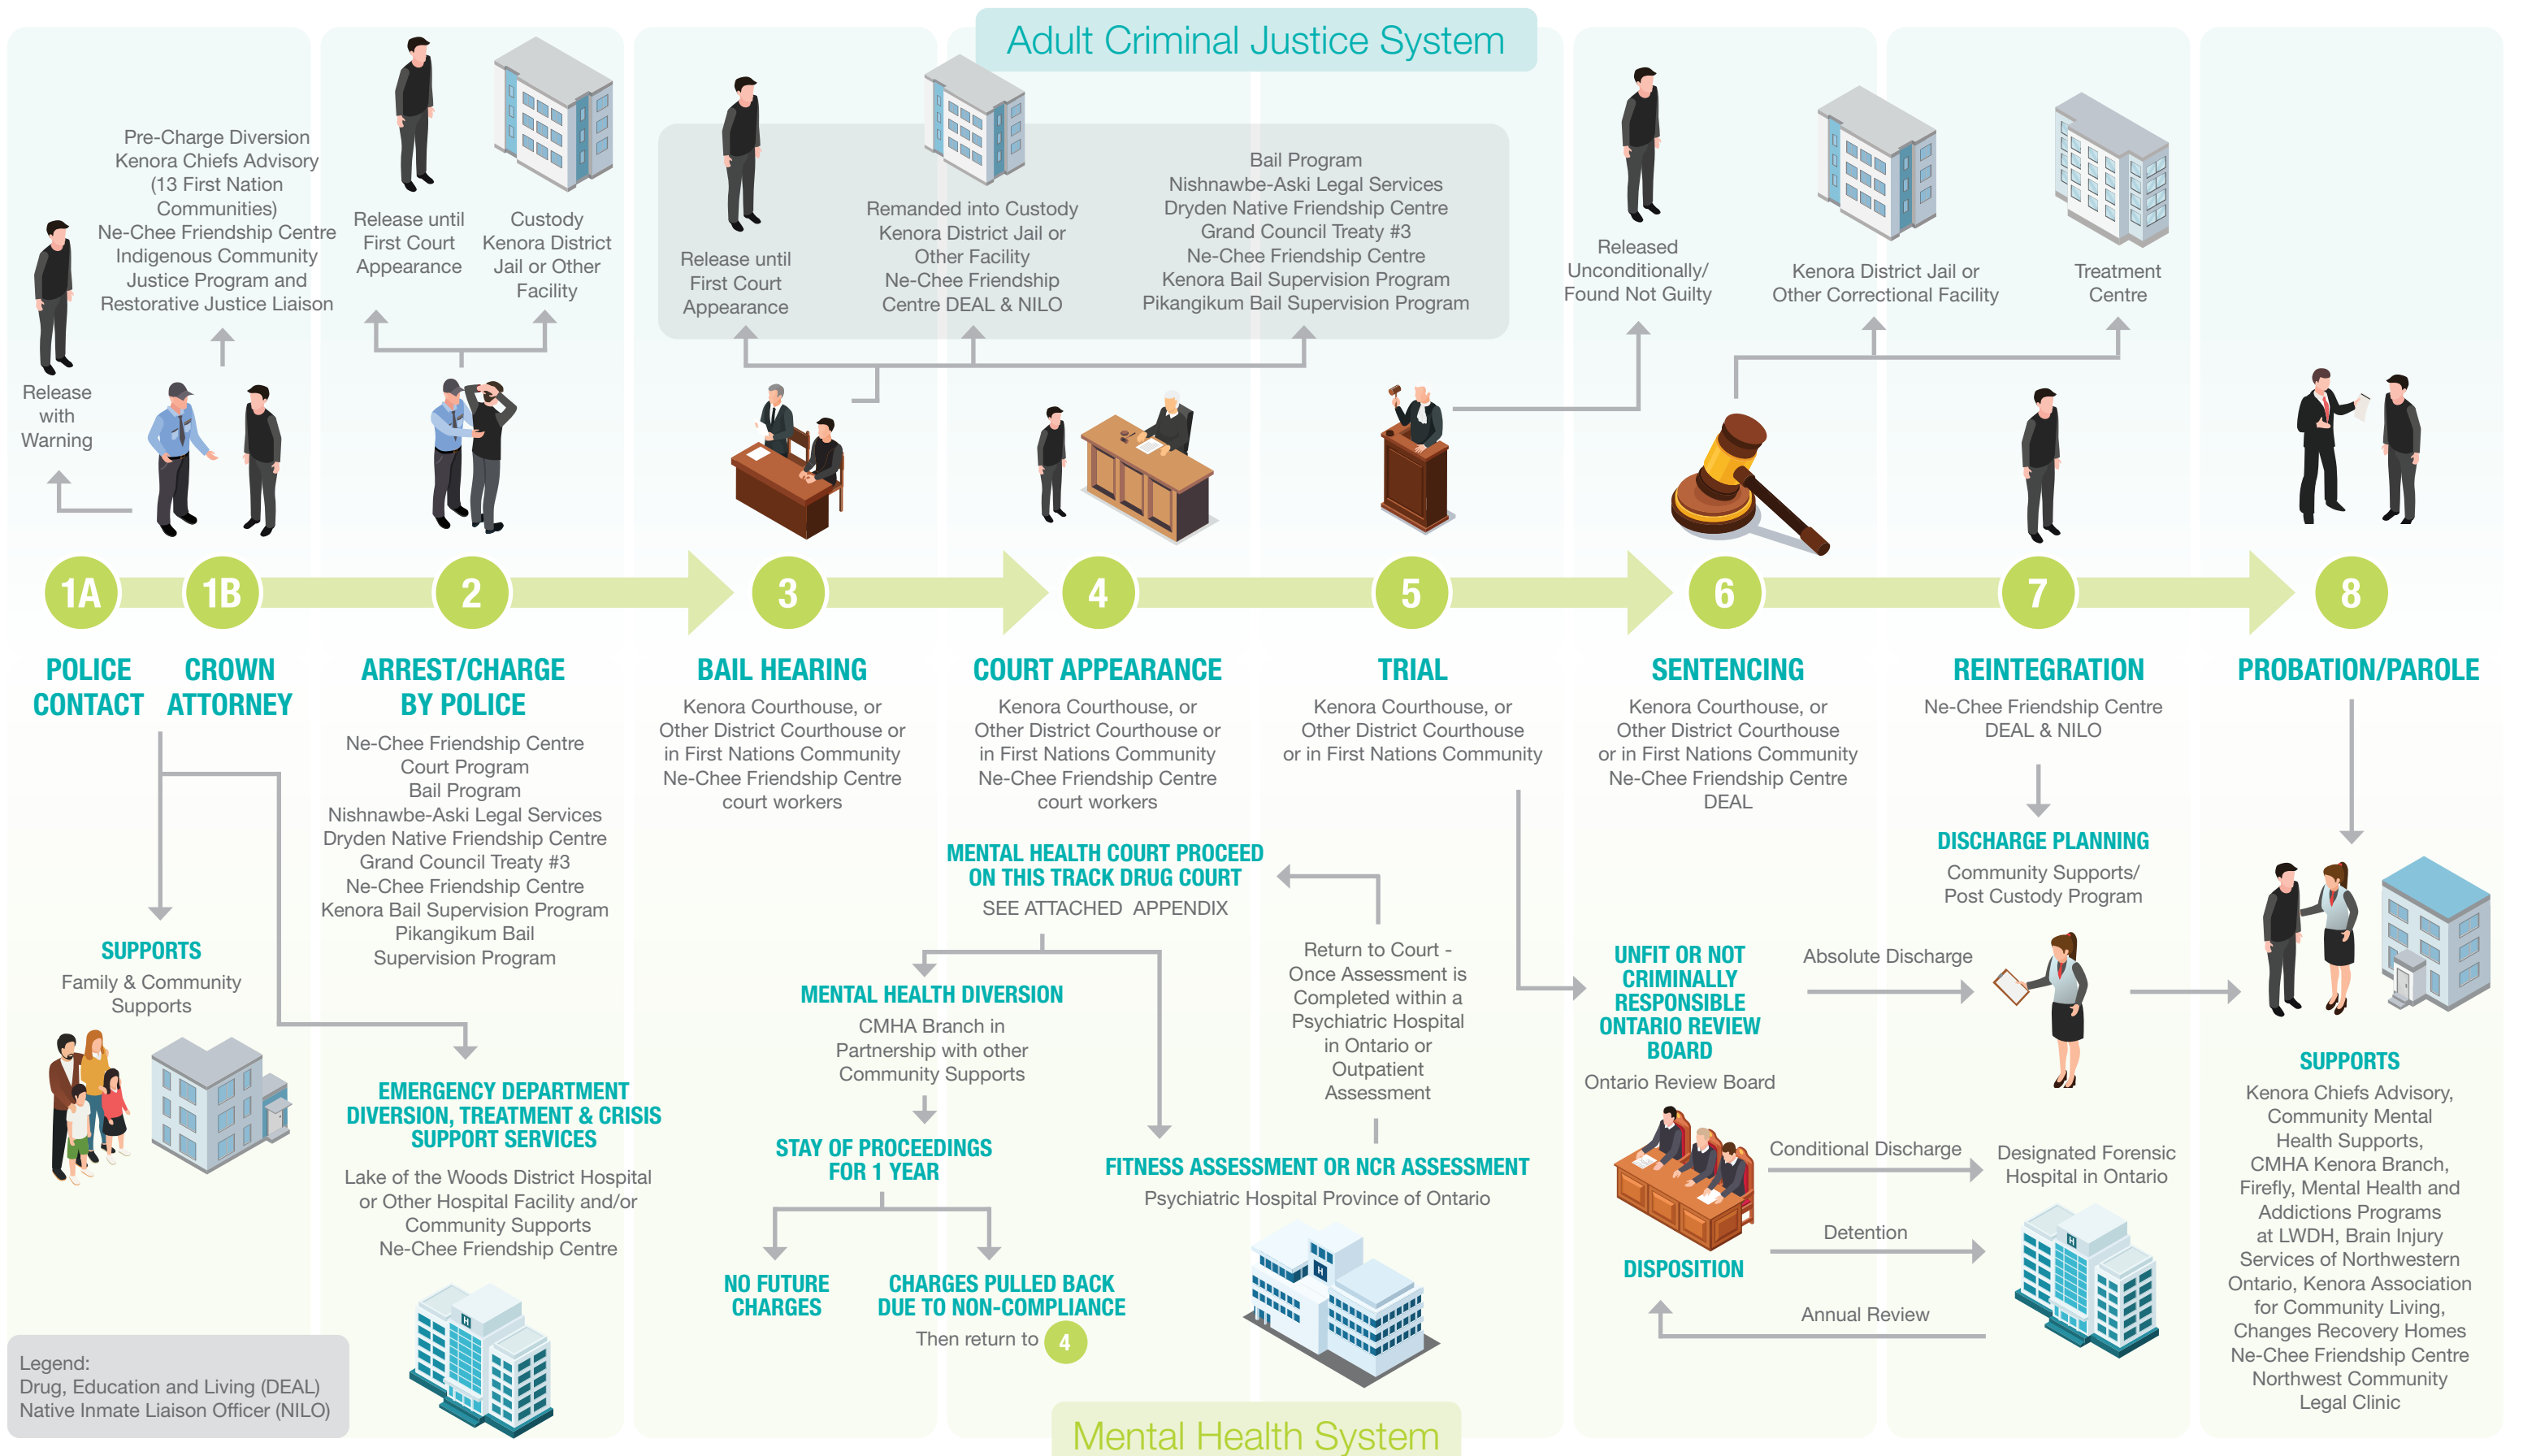 Adult Criminal Justice System
Release
with
Warning
Pre-Charge Diversion
Kenora Chiefs Advisory
(13 First Nation
Communities)
Ne-Chee Friendship Centre
Indigenous Community
Justice Program and
Restorative Justice Liaison
Release until
First Court
Appearance
Custody
Kenora District
Jail or Other
Facility
Release until
First Court
Appearance
Remanded into Custody
Kenora District Jail or
Other Facility
Ne-Chee Friendship
Centre DEAL & NILO
Bail Program
Nishnawbe-Aski Legal Services
Dryden Native Friendship Centre
Grand Council Treaty #3
Ne-Chee Friendship Centre
Kenora Bail Supervision Program
Pikangikum Bail Supervision Program
Released
Unconditionally/
Found Not Guilty
Kenora District Jail or
Other Correctional Facility
Treatment
Centre
1A
1B
2
3
4
5
6
7
8
POLICE
CONTACT
CROWN
ATTORNEY
SUPPORTS
Family & Community
Supports
ARREST/CHARGE
BY POLICE
Ne-Chee Friendship Centre
Court Program
Bail Program
Nishnawbe-Aski Legal Services
Dryden Native Friendship Centre
Grand Council Treaty #3
Ne-Chee Friendship Centre
Kenora Bail Supervision Program
Pikangikum Bail
Supervision Program
EMERGENCY DEPARTMENT
DIVERSION, TREATMENT & CRISIS
SUPPORT SERVICES
Lake of the Woods District Hospital
or Other Hospital Facility and/or
Community Supports
Ne-Chee Friendship Centre
H
BAIL HEARING
Kenora Courthouse, or
Other District Courthouse or
in First Nations Community
Ne-Chee Friendship Centre
court workers
COURT APPEARANCE
Kenora Courthouse, or
Other District Courthouse or
in First Nations Community
Ne-Chee Friendship Centre
court workers
MENTAL HEALTH COURT PROCEED
ON THIS TRACK DRUG COURT
SEE ATTACHED APPENDIX
MENTAL HEALTH DIVERSION
CMHA Branch in
Partnership with other
Community Supports
STAY OF PROCEEDINGS
FOR 1 YEAR
NO FUTURE
CHARGES
CHARGES PULLED BACK
DUE TO NON-COMPLIANCE
Then return to 4
TRIAL
Kenora Courthouse, or
Other District Courthouse
or in First Nations Community
Return to Court -
Once Assessment is
Completed within a
Psychiatric Hospital
in Ontario or
Outpatient
Assessment
FITNESS ASSESSMENT OR NCR ASSESSMENT
Psychiatric Hospital Province of Ontario
H
SENTENCING
Kenora Courthouse, or
Other District Courthouse
or in First Nations Community
Ne-Chee Friendship Centre
DEAL
UNFIT OR NOT
CRIMINALLY
RESPONSIBLE
ONTARIO REVIEW
BOARD
Ontario Review Board
DISPOSITION
Absolute Discharge
Conditional Discharge
Detention
Annual Review
REINTEGRATION
Ne-Chee Friendship Centre
DEAL & NILO
DISCHARGE PLANNING
Community Supports/
Post Custody Program
Designated Forensic
Hospital in Ontario
H
PROBATION/PAROLE
SUPPORTS
Kenora Chiefs Advisory,
Community Mental
Health Supports,
CMHA Kenora Branch,
Firefly, Mental Health and
Addictions Programs
at LWDH, Brain Injury
Services of Northwestern
Ontario, Kenora Association
for Community Living,
Changes Recovery Homes
Ne-Chee Friendship Centre
Northwest Community
Legal Clinic
Legend:
Drug, Education and Living (DEAL)
Native Inmate Liaison Officer (NILO)
Mental Health System